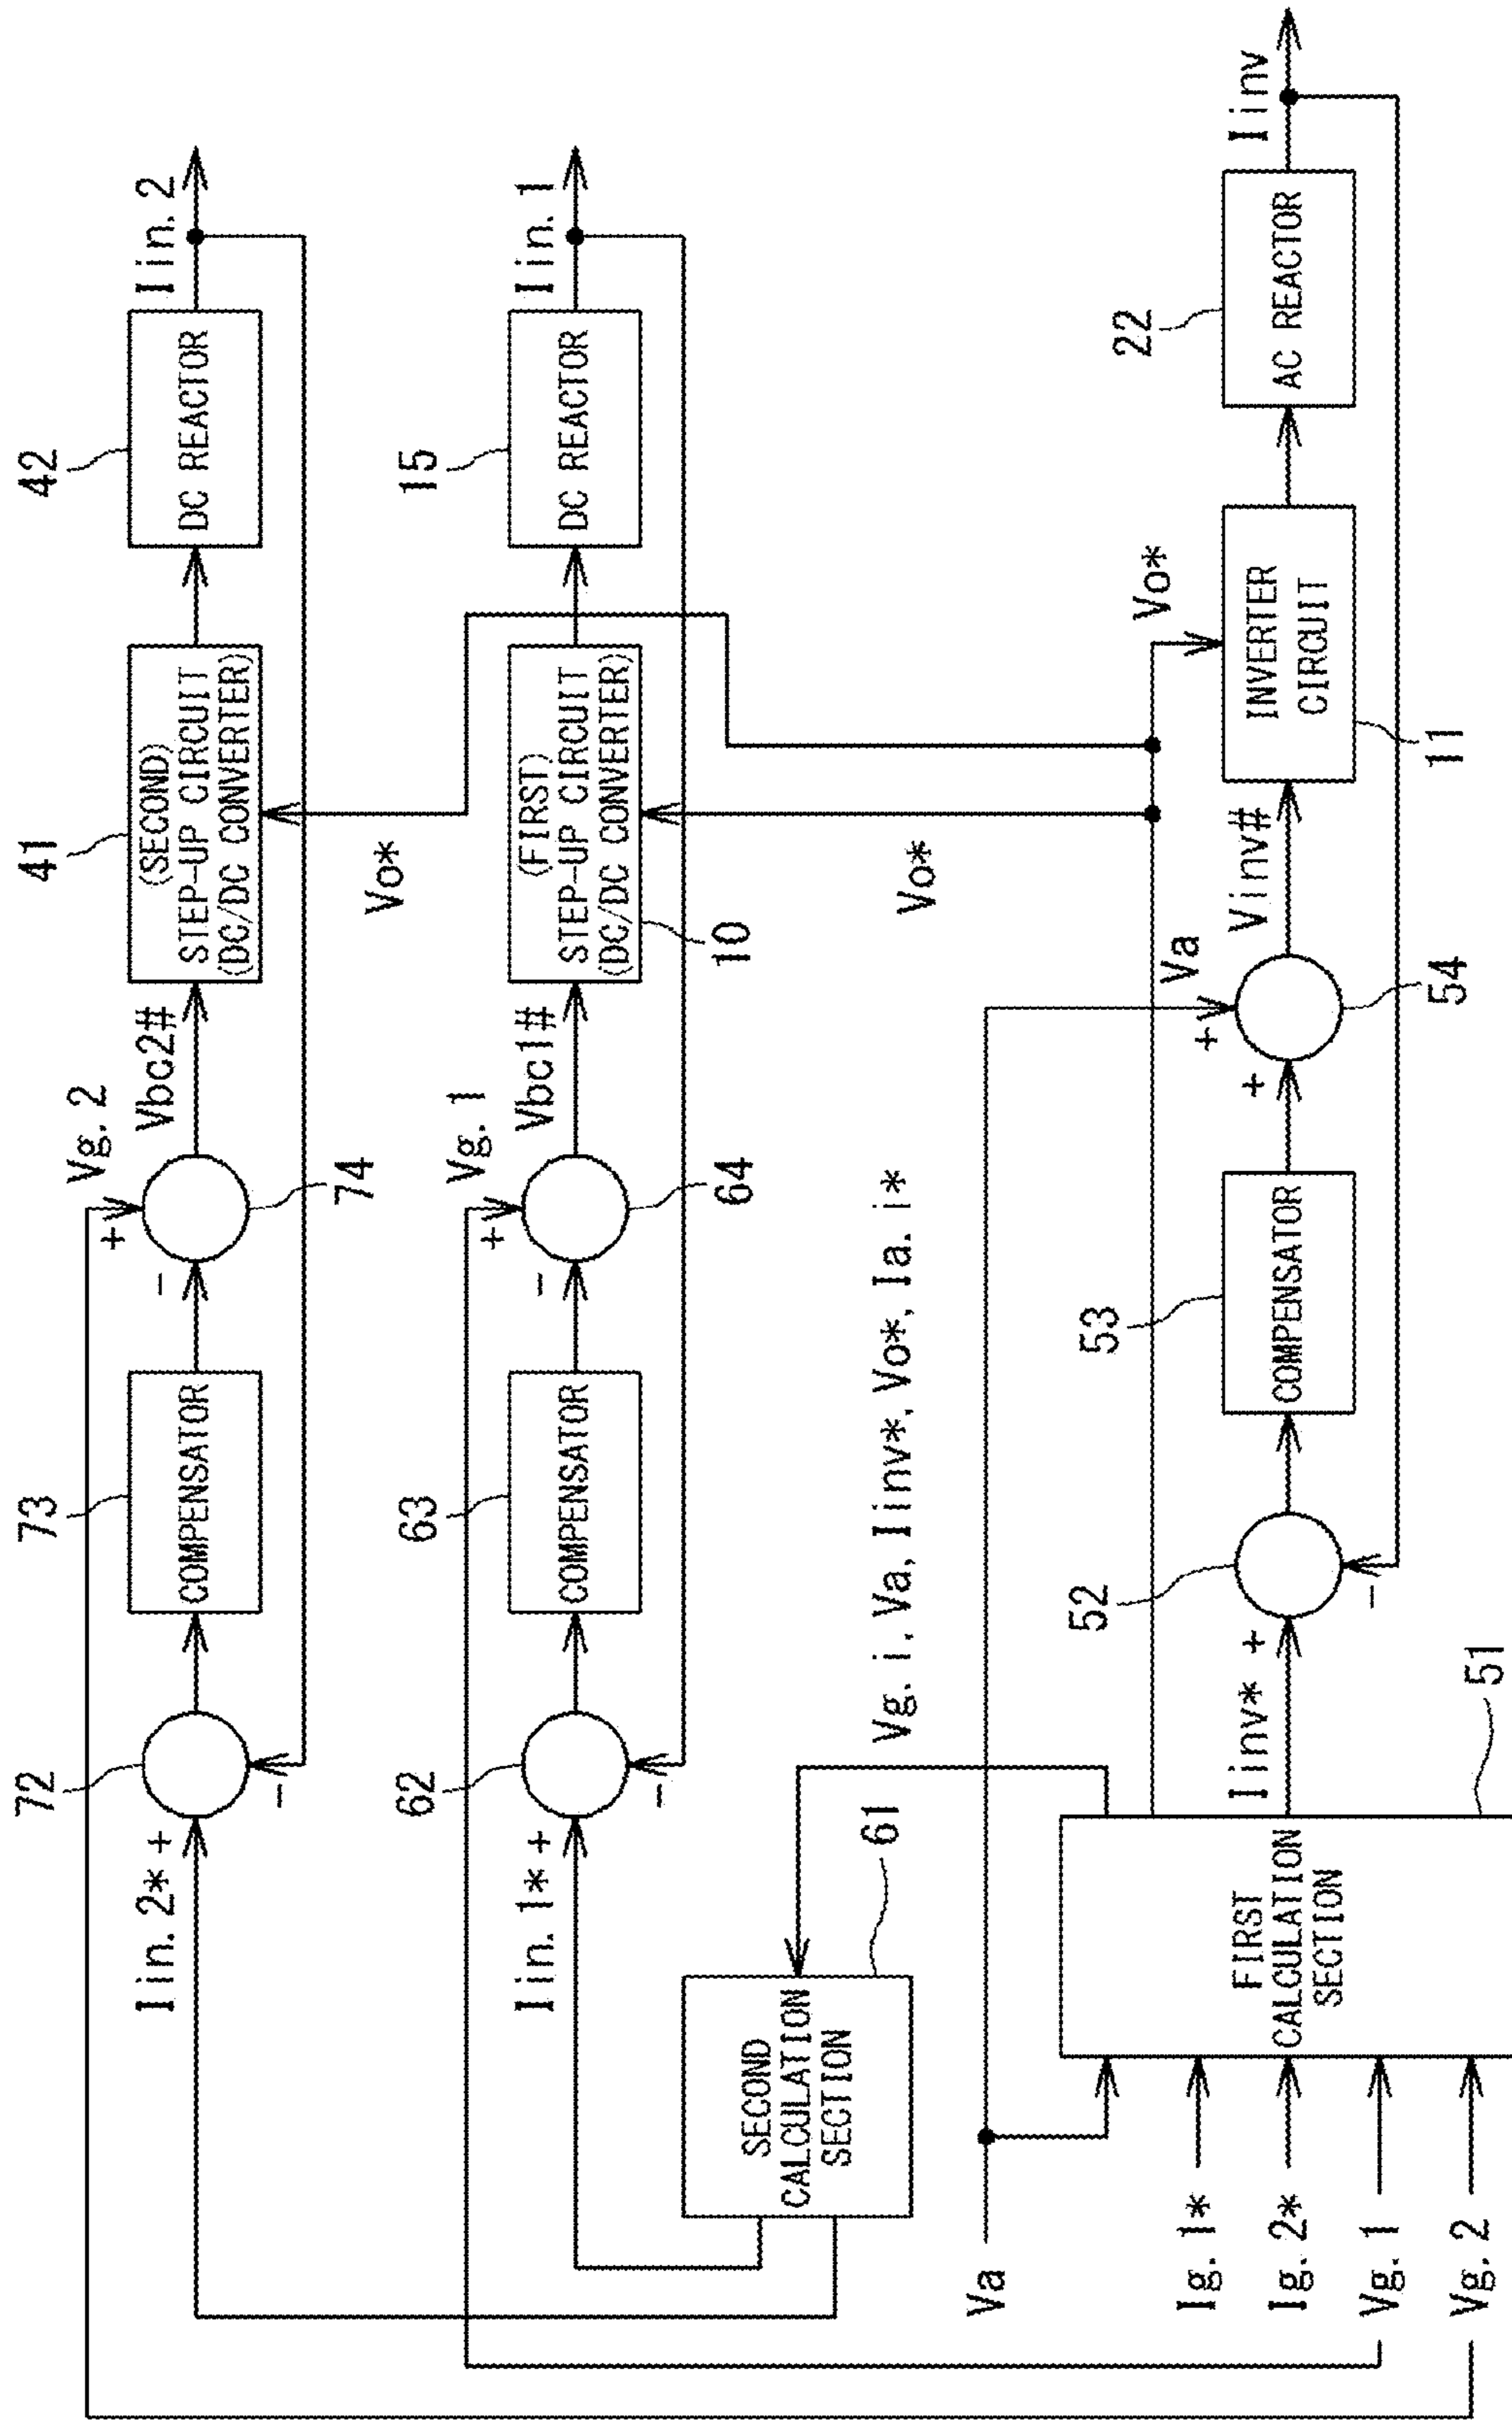 42
DC REACTOR
Iin. 2
41
(SECOND)
STEP-UP CIRCUIT
(DC/DC CONVERTER)
Vo*
Vbc2#
Vg. 2
+
-
74
73
COMPENSATOR
72
Iin. 2* +
-
15
DC REACTOR
Iin. 1
(FIRST)
STEP-UP CIRCUIT
(DC/DC CONVERTER)
10
Vo*
Vbc1#
Vg. 1
+
-
64
63
COMPENSATOR
62
Iin. 1* +
-
61
SECOND
CALCULATION
SECTION
Vg. i, Va, Iinv*, Vo*, Ia. i*
22
AC REACTOR
Iinv
Vo*
INVERTER
CIRCUIT
11
Vinv#
Va
+
+
54
53
COMPENSATOR
52
Iinv* +
-
51
FIRST
CALCULATION
SECTION
Va
Ig. 1*
Ig. 2*
Vg. 1
Vg. 2